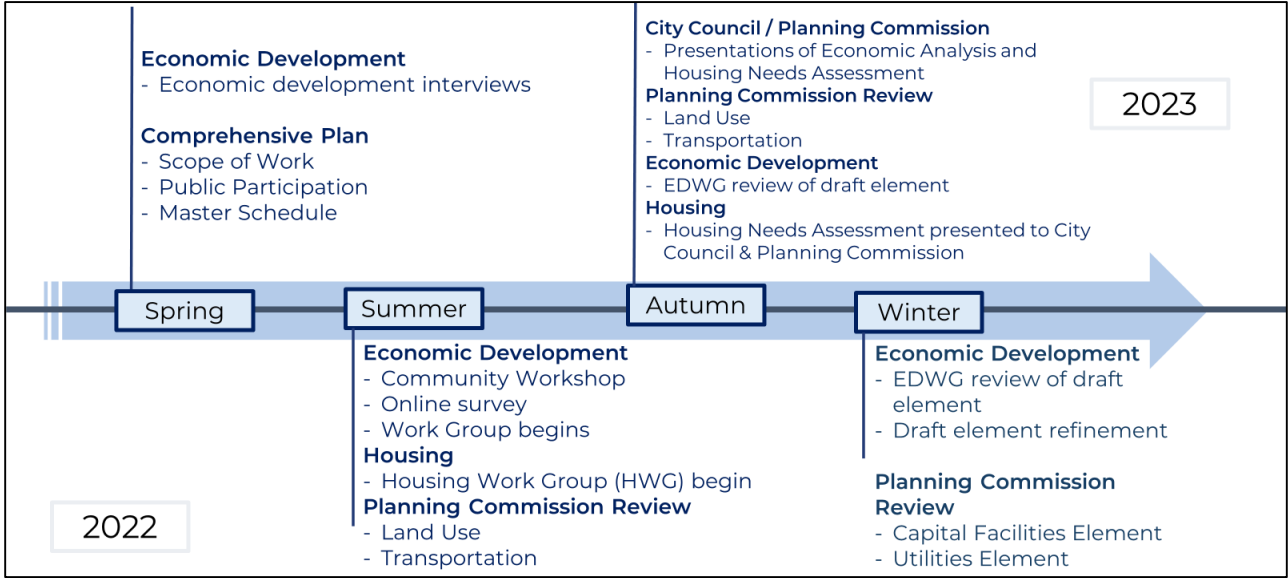 Economic Development
- Economic development interviews
Comprehensive Plan
- Scope of Work
- Public Participation
- Master Schedule
City Council / Planning Commission
- Presentations of Economic Analysis and
Housing Needs Assessment
Planning Commission Review
- Land Use
- Transportation
Economic Development
- EDWG review of draft element
Housing
- Housing Needs Assessment presented to City
Council & Planning Commission
2023
Spring
Summer
Autumn
Winter
Economic Development
- Community Workshop
- Online survey
- Work Group begins
Housing
- Housing Work Group (HWG) begin
Planning Commission Review
- Land Use
- Transportation
2022
Economic Development
- EDWG review of draft
element
- Draft element refinement
Planning Commission
Review
- Capital Facilities Element
- Utilities Element